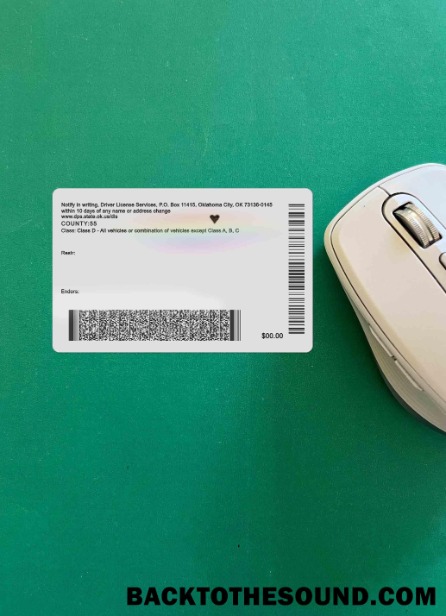 Notify in writing, Driver License Services, P.O. Box 11415, Oklahoma City, OK 73136-0145
within 10 days of any name or address change
www.dps.state.ok.us/dls
COUNTY:55
Class: Class D - All vehicles or combination of vehicles except Class A, B, C
Restr:
Endors:
$00.00
BACKTOTHESOUND.COM